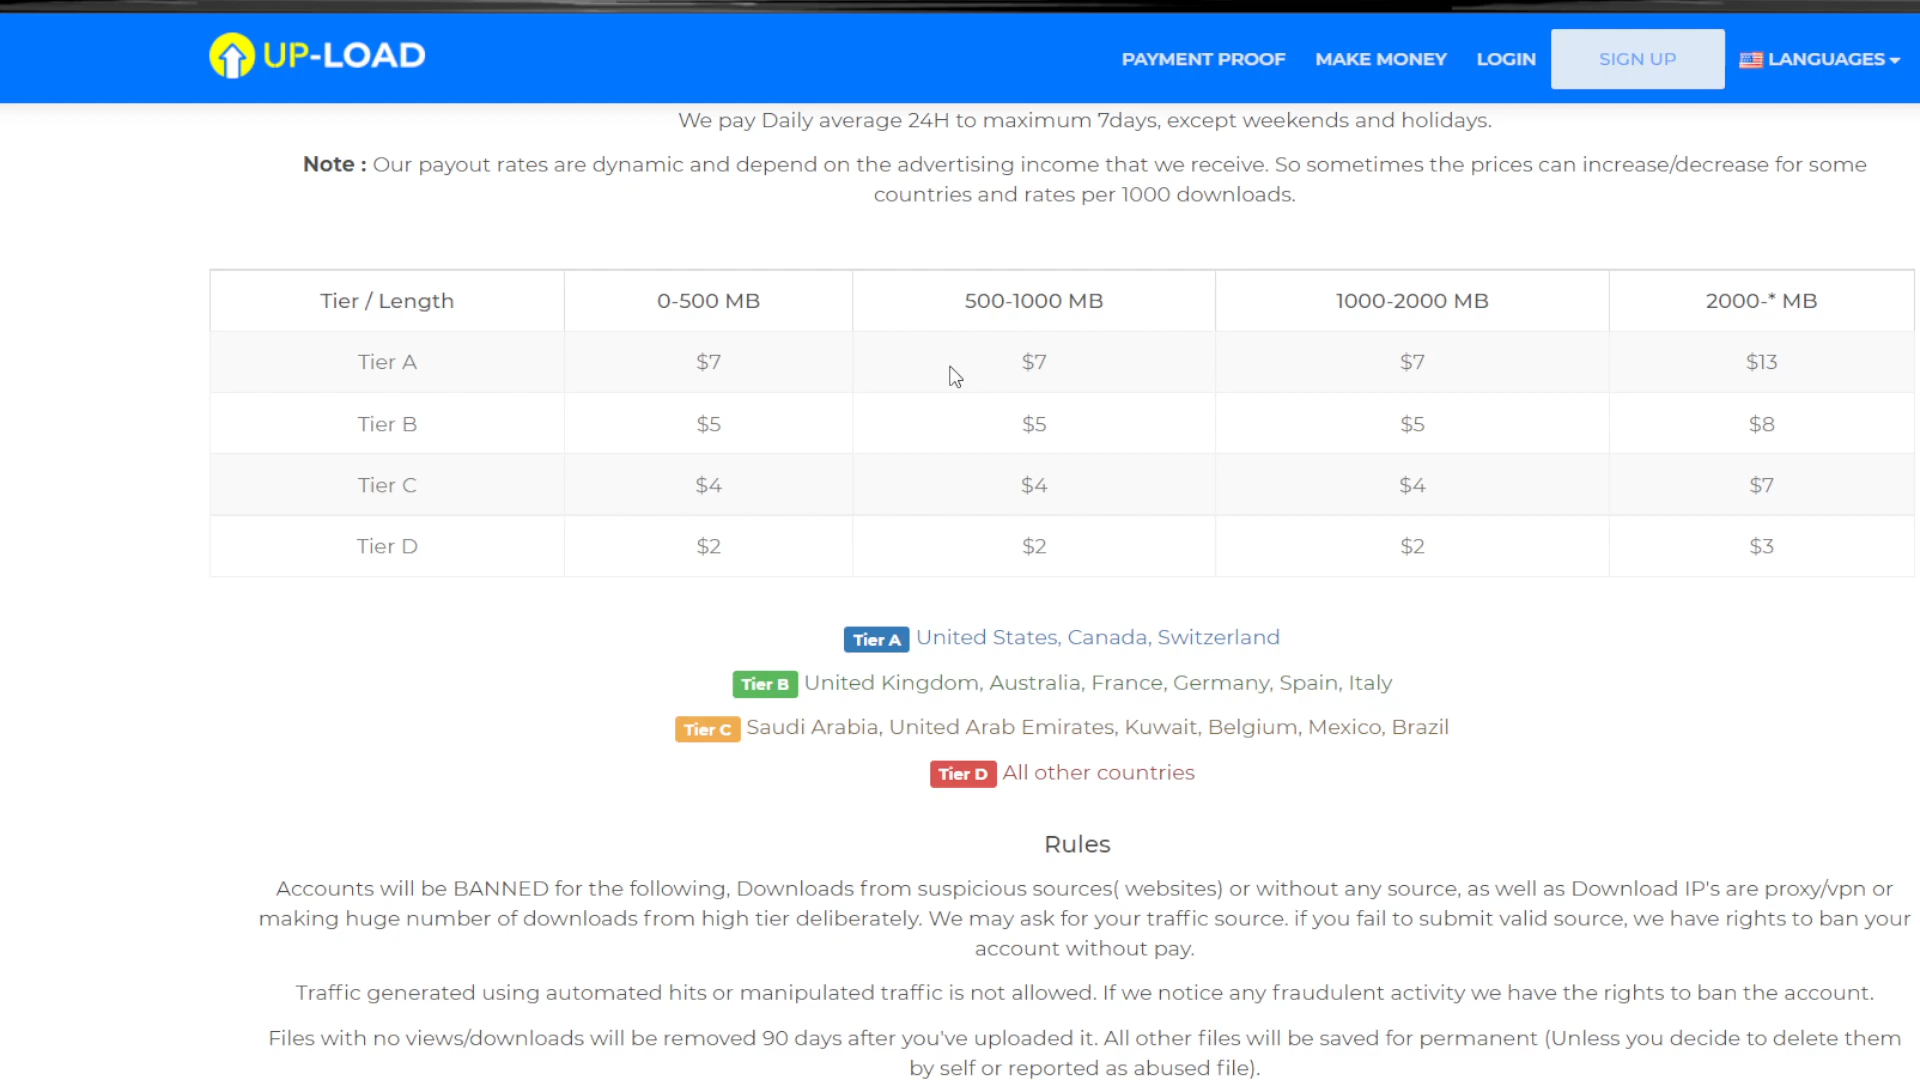 UP-LOAD
PAYMENT PROOF
MAKE MONEY
LOGIN
SIGN UP
LANGUAGES
We pay Daily average 24H to maximum 7days, except weekends and holidays.
Note : Our payout rates are dynamic and depend on the advertising income that we receive. So sometimes the prices can increase/decrease for some
countries and rates per 1000 downloads.
Tier / Length 0-500 MB 500-1000 MB 1000-2000 MB 2000-* MB
Tier A $7 $7 $7 $13
Tier B $5 $5 $5 $8
Tier C $4 $4 $4 $7
Tier D $2 $2 $2 $3
Tier A United States, Canada, Switzerland
Tier B United Kingdom, Australia, France, Germany, Spain, Italy
Tier C Saudi Arabia, United Arab Emirates, Kuwait, Belgium, Mexico, Brazil
Tier D All other countries
Rules
Accounts will be BANNED for the following, Downloads from suspicious sources( websites) or without any source, as well as Download IP's are proxy/vpn or
making huge number of downloads from high tier deliberately. We may ask for your traffic source. if you fail to submit valid source, we have rights to ban your
account without pay.
Traffic generated using automated hits or manipulated traffic is not allowed. If we notice any fraudulent activity we have the rights to ban the account.
Files with no views/downloads will be removed 90 days after you've uploaded it. All other files will be saved for permanent (Unless you decide to delete them
by self or reported as abused file).